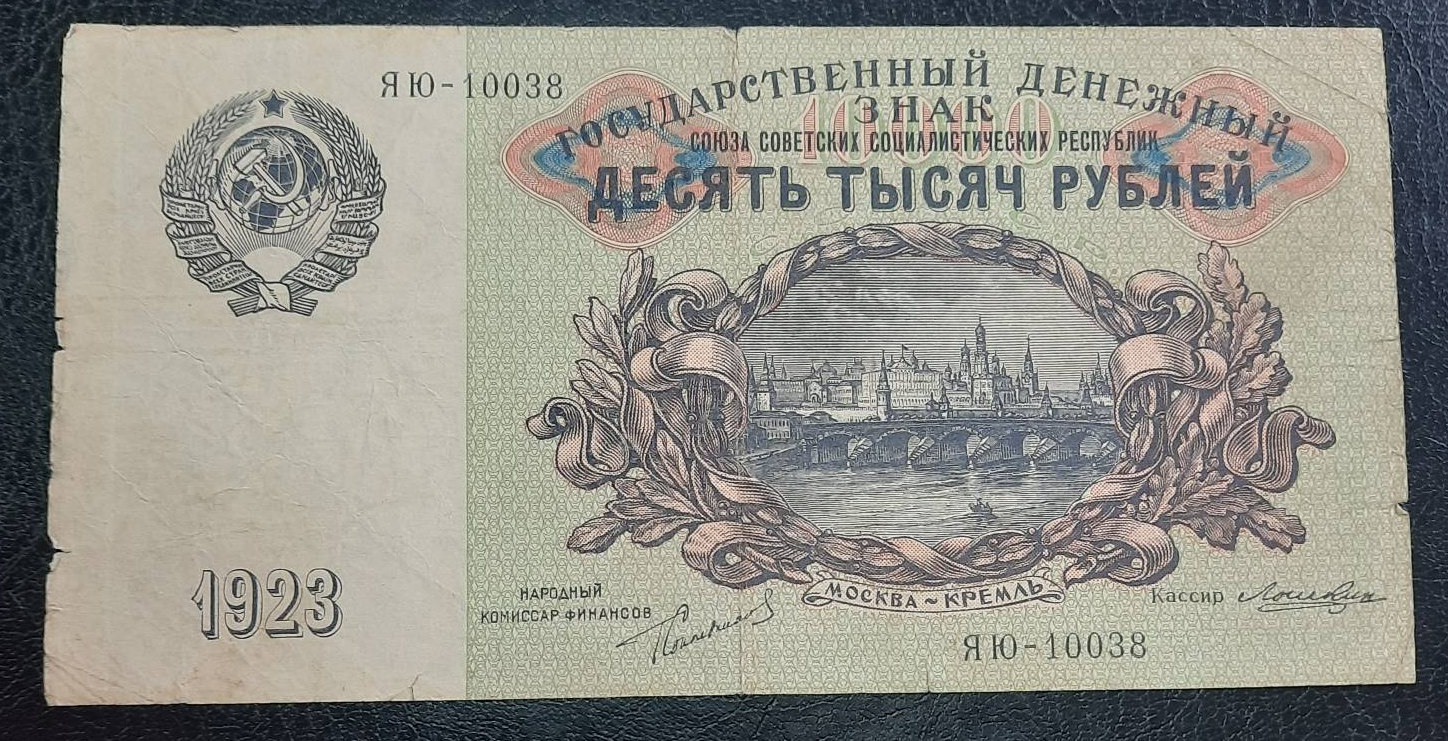 ЯЮ-10038
ГОСУДАРСТВЕННЫЙ ДЕНЕЖНЫЙ
ЗНАК
10000
СОЮЗА СОВЕТСКИХ СОЦИАЛИСТИЧЕСКИХ РЕСПУБЛИК
ДЕСЯТЬ ТЫСЯЧ РУБЛЕЙ
1923
НАРОДНЫЙ
КОМИССАР ФИНАНСОВ
МОСКВА ~ КРЕМЛЬ
Кассир
ЯЮ-10038